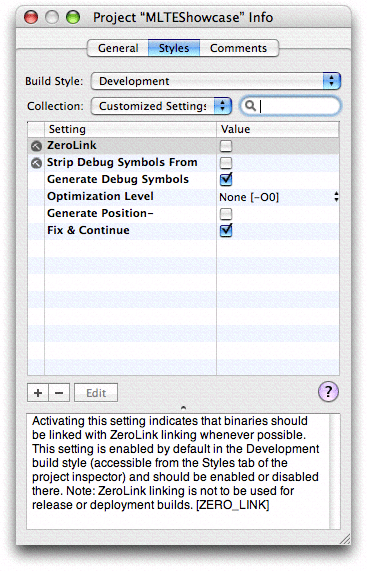 Project “MLTEShowcase” Info
General Styles Comments
Build Style: Development
Collection: Customized Settings
Setting Value
ZeroLink
Strip Debug Symbols From
Generate Debug Symbols
Optimization Level None [-O0]
Generate Position-
Fix & Continue
+ − Edit ?
Activating this setting indicates that binaries should
be linked with ZeroLink linking whenever possible.
This setting is enabled by default in the Development
build style (accessible from the Styles tab of the
project inspector) and should be enabled or disabled
there. Note: ZeroLink linking is not to be used for
release or deployment builds. [ZERO_LINK]